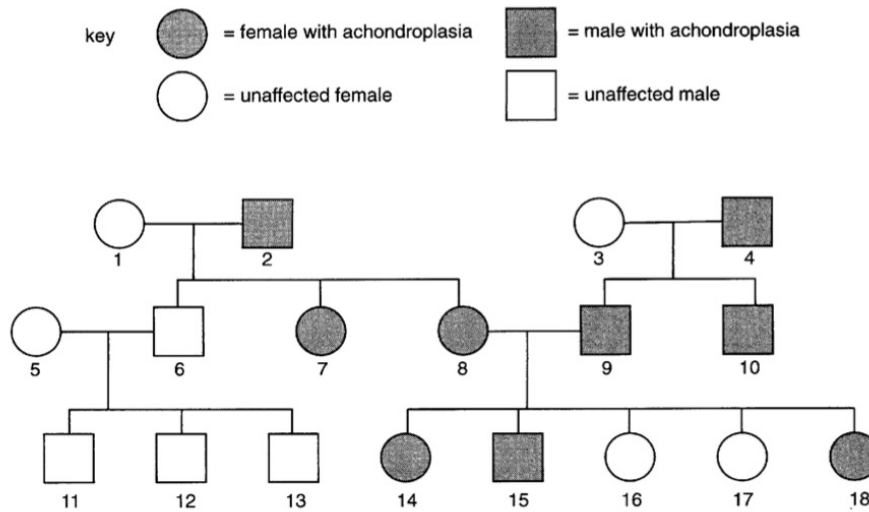 key = female with achondroplasia = male with achondroplasia
= unaffected female = unaffected male
1 2 3 4
5 6 7 8 9 10
11 12 13 14 15 16 17 18